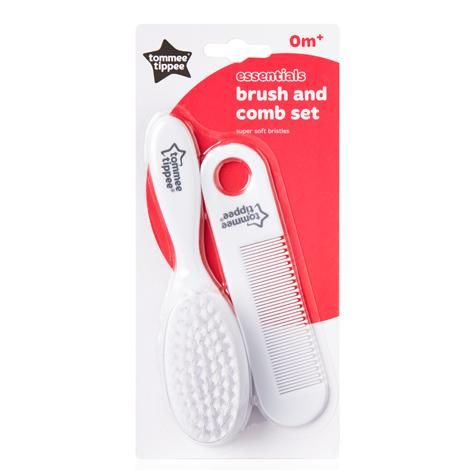 tommee
tippee
0m+
essentials
brush and
comb set
super soft bristles
tommee
tippee®
tommee
tippee®